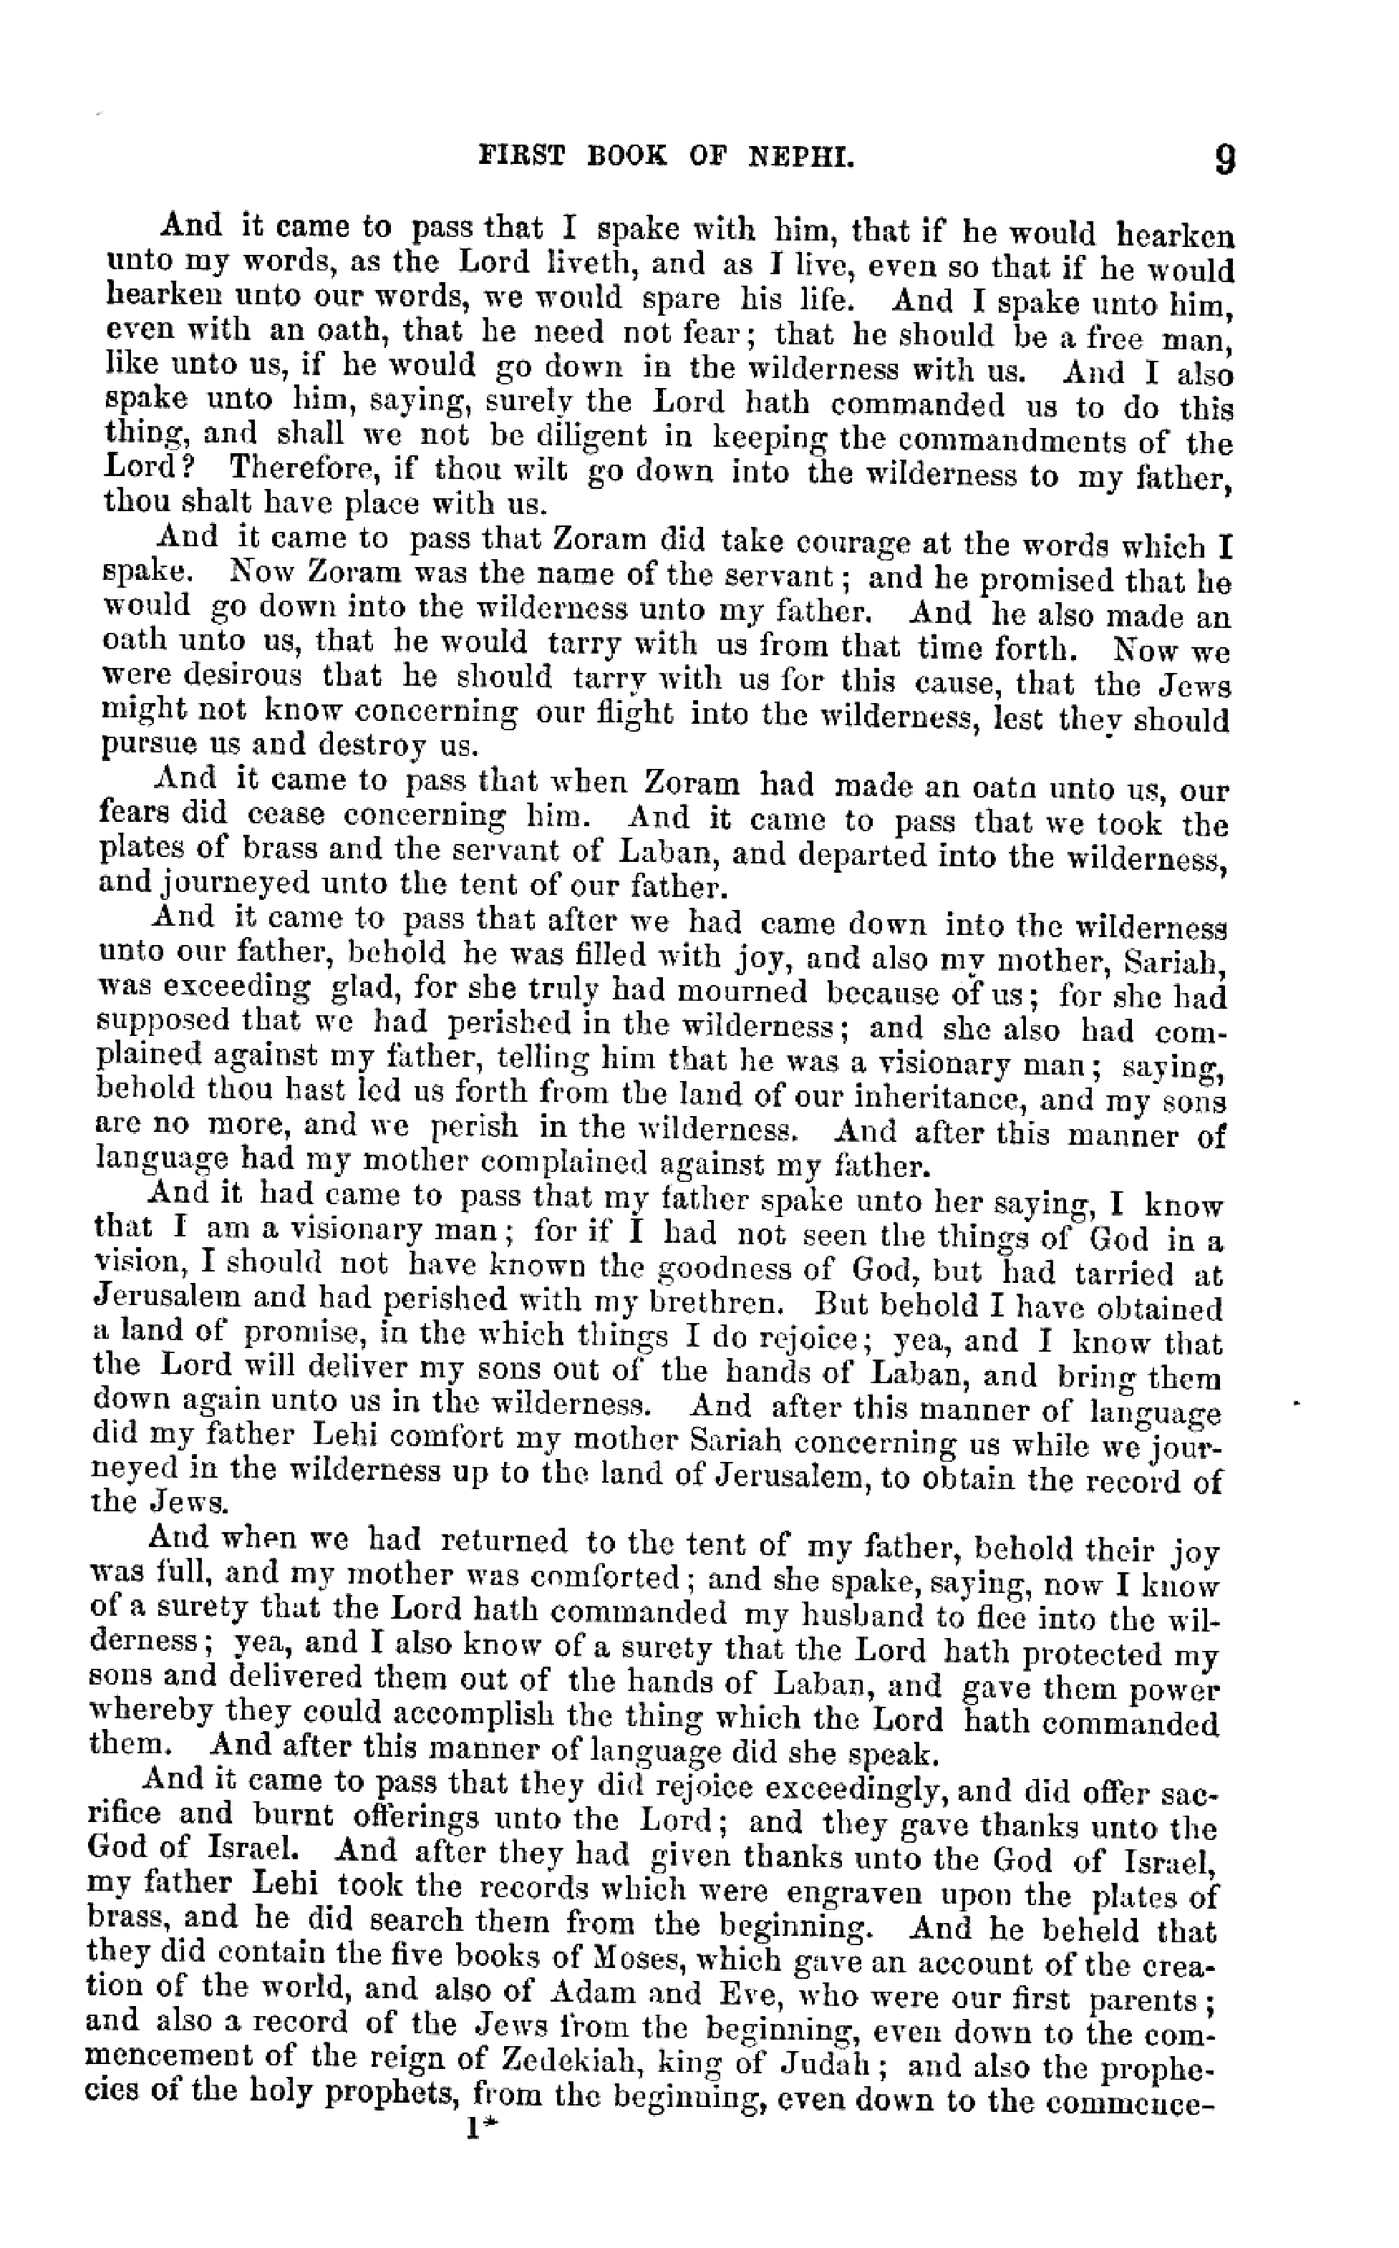 FIRST BOOK OF NEPHI. 9
And it came to pass that I spake with him, that if he would hearken
unto my words, as the Lord liveth, and as I live, even so that if he would
hearken unto our words, we would spare his life. And I spake unto him,
even with an oath, that he need not fear; that he should be a free man,
like unto us, if he would go down in the wilderness with us. And I also
spake unto him, saying, surely the Lord hath commanded us to do this
thing, and shall we not be diligent in keeping the commandments of the
Lord? Therefore, if thou wilt go down into the wilderness to my father,
thou shalt have place with us.
And it came to pass that Zoram did take courage at the words which I
spake. Now Zoram was the name of the servant; and he promised that he
would go down into the wilderness unto my father. And he also made an
oath unto us, that he would tarry with us from that time forth. Now we
were desirous that he should tarry with us for this cause, that the Jews
might not know concerning our flight into the wilderness, lest they should
pursue us and destroy us.
And it came to pass that when Zoram had made an oath unto us, our
fears did cease concerning him. And it came to pass that we took the
plates of brass and the servant of Laban, and departed into the wilderness,
and journeyed unto the tent of our father.
And it came to pass that after we had came down into the wilderness
unto our father, behold he was filled with joy, and also my mother, Sariah,
was exceeding glad, for she truly had mourned because of us; for she had
supposed that we had perished in the wilderness; and she also had com-
plained against my father, telling him that he was a visionary man; saying,
behold thou hast led us forth from the land of our inheritance, and my sons
are no more, and we perish in the wilderness. And after this manner of
language had my mother complained against my father.
And it had came to pass that my father spake unto her saying, I know
that I am a visionary man; for if I had not seen the things of God in a
vision, I should not have known the goodness of God, but had tarried at
Jerusalem and had perished with my brethren. But behold I have obtained
a land of promise, in the which things I do rejoice; yea, and I know that
the Lord will deliver my sons out of the hands of Laban, and bring them
down again unto us in the wilderness. And after this manner of language
did my father Lehi comfort my mother Sariah concerning us while we jour-
neyed in the wilderness up to the land of Jerusalem, to obtain the record of
the Jews.
And when we had returned to the tent of my father, behold their joy
was full, and my mother was comforted; and she spake, saying, now I know
of a surety that the Lord hath commanded my husband to flee into the wil-
derness; yea, and I also know of a surety that the Lord hath protected my
sons and delivered them out of the hands of Laban, and gave them power
whereby they could accomplish the thing which the Lord hath commanded
them. And after this manner of language did she speak.
And it came to pass that they did rejoice exceedingly, and did offer sac-
rifice and burnt offerings unto the Lord; and they gave thanks unto the
God of Israel. And after they had given thanks unto the God of Israel,
my father Lehi took the records which were engraven upon the plates of
brass, and he did search them from the beginning. And he beheld that
they did contain the five books of Moses, which gave an account of the crea-
tion of the world, and also of Adam and Eve, who were our first parents;
and also a record of the Jews from the beginning, even down to the com-
mencement of the reign of Zedekiah, king of Judah; and also the prophe-
cies of the holy prophets, from the beginning, even down to the commence-
1*